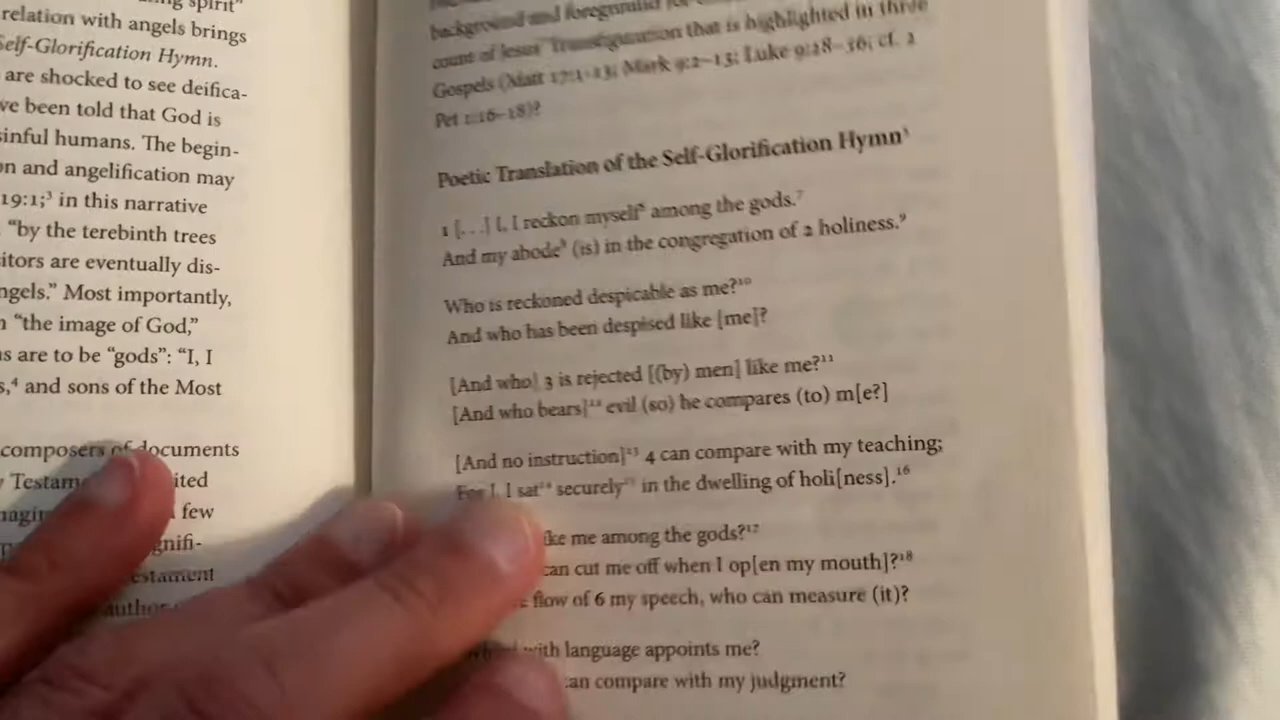 ing spirit”
relation with angels brings
Self-Glorification Hymn.
are shocked to see deifica-
ve been told that God is
sinful humans. The begin-
on and angelification may
19:1;³ in this narrative
“by the terebinth trees
itors are eventually dis-
ngels.” Most importantly,
“the image of God,”
as are to be “gods”: “I, I
s,⁴ and sons of the Most
composers of documents
ited
few
gnifi-
estament
author
background and foreground for
count of Jesus’ Transfiguration that is highlighted in three
Gospels (Matt 17:1–13; Mark 9:2–13; Luke 9:28–36; cf. 2
Pet 1:16–18)?
Poetic Translation of the Self-Glorification Hymn⁵
1 [. . .] I, I reckon myself⁶ among the gods.⁷
And my abode⁸ (is) in the congregation of 2 holiness.⁹
Who is reckoned despicable as me?¹⁰
And who has been despised like [me]?
[And who] 3 is rejected [(by) men] like me?¹¹
[And who bears]¹² evil (so) he compares (to) m[e?]
[And no instruction]¹³ 4 can compare with my teaching;
For I, I sat¹⁴ securely¹⁵ in the dwelling of holi[ness].¹⁶
me among the gods?¹⁷
can cut me off when I op[en my mouth]?¹⁸
flow of 6 my speech, who can measure (it)?
with language appoints me?
can compare with my judgment?